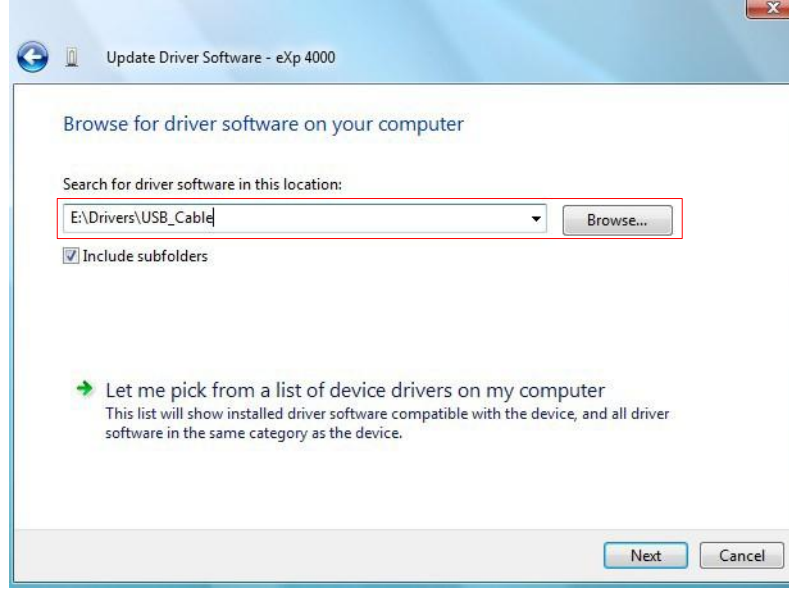 Update Driver Software - eXp 4000
Browse for driver software on your computer
Search for driver software in this location:
E:\Drivers\USB_Cable
Browse...
Include subfolders
Let me pick from a list of device drivers on my computer
This list will show installed driver software compatible with the device, and all driver
software in the same category as the device.
Next
Cancel